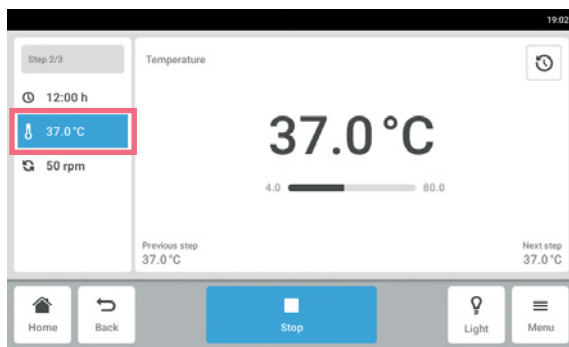 19:02
Step 2/3
12:00 h
37.0°C
50 rpm
Temperature
37.0°C
4.0
80.0
Previous step
37.0°C
Next step
37.0°C
Home
Back
Stop
Light
Menu